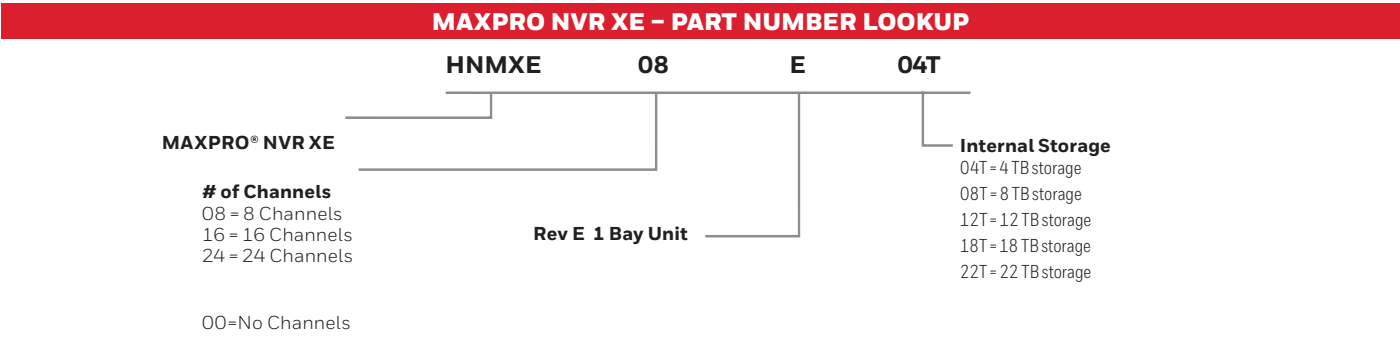 MAXPRO NVR XE – PART NUMBER LOOKUP
HNMXE 08 E 04T
MAXPRO® NVR XE
# of Channels
08 = 8 Channels
16 = 16 Channels
24 = 24 Channels
00=No Channels
Rev E 1 Bay Unit
Internal Storage
04T = 4 TB storage
08T = 8 TB storage
12T = 12 TB storage
18T = 18 TB storage
22T = 22 TB storage